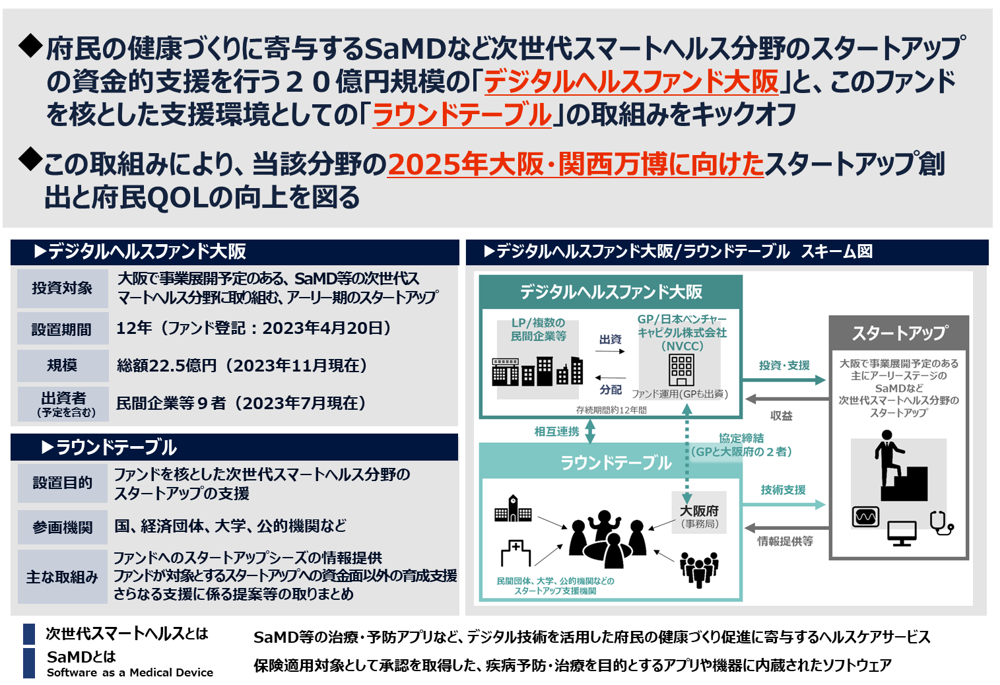 ◆府民の健康づくりに寄与するSaMDなど次世代スマートヘルス分野のスタートアップ
の資金的支援を行う２０億円規模の「デジタルヘルスファンド大阪」と、このファンド
を核とした支援環境としての「ラウンドテーブル」の取組みをキックオフ
◆この取組みにより、当該分野の2025年大阪・関西万博に向けたスタートアップ創
出と府民QOLの向上を図る
▶デジタルヘルスファンド大阪
投資対象
大阪で事業展開予定のある、SaMD等の次世代ス
マートヘルス分野に取り組む、アーリー期のスタートアップ
設置期間
12年（ファンド登記：2023年4月20日）
規模
総額22.5億円（2023年11月現在）
出資者
(予定を含む)
民間企業等９者（2023年7月現在）
▶ラウンドテーブル
設置目的
ファンドを核とした次世代スマートヘルス分野の
スタートアップの支援
参画機関
国、経済団体、大学、公的機関など
主な取組み
ファンドへのスタートアップシーズの情報提供
ファンドが対象とするスタートアップへの資金面以外の育成支援
さらなる支援に係る提案等の取りまとめ
▶デジタルヘルスファンド大阪/ラウンドテーブル　スキーム図
デジタルヘルスファンド大阪
LP/複数の
民間企業等
出資
分配
GP/日本ベンチャー
キャピタル株式会社
（NVCC）
ファンド運用(GPも出資)
存続期間約12年間
相互連携
協定締結
（GPと大阪府の２者）
ラウンドテーブル
大阪府
（事務局）
民間団体、大学、公的機関などの
スタートアップ支援機関
投資・支援
収益
技術支援
情報提供等
スタートアップ
大阪で事業展開予定のある
主にアーリーステージの
SaMDなど
次世代スマートヘルス分野の
スタートアップ
次世代スマートヘルスとは
SaMD等の治療・予防アプリなど、デジタル技術を活用した府民の健康づくり促進に寄与するヘルスケアサービス
SaMDとは
Software as a Medical Device
保険適用対象として承認を取得した、疾病予防・治療を目的とするアプリや機器に内蔵されたソフトウェア